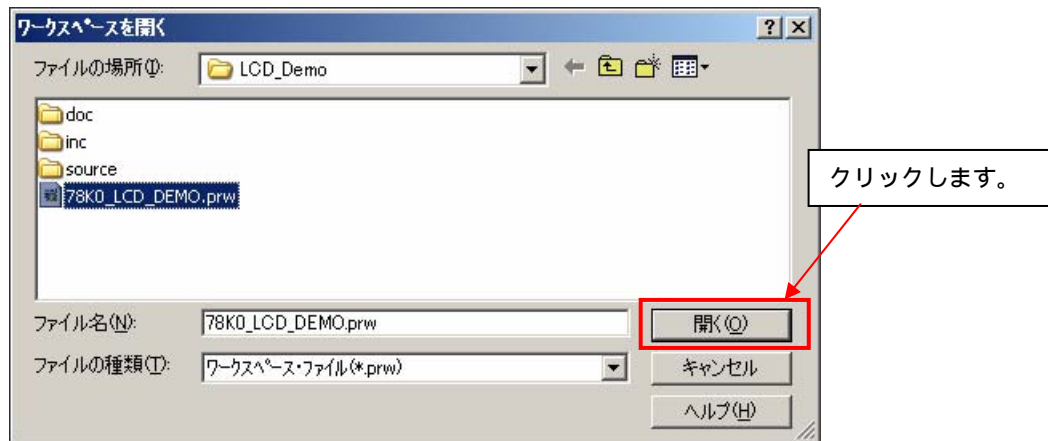 ワークスペースを開く
ファイルの場所(I):
LCD_Demo
doc
inc
source
78K0_LCD_DEMO.prw
クリックします。
ファイル名(N):
78K0_LCD_DEMO.prw
開く(O)
ファイルの種類(T):
ワークスペース・ファイル(*.prw)
キャンセル
ヘルプ(H)